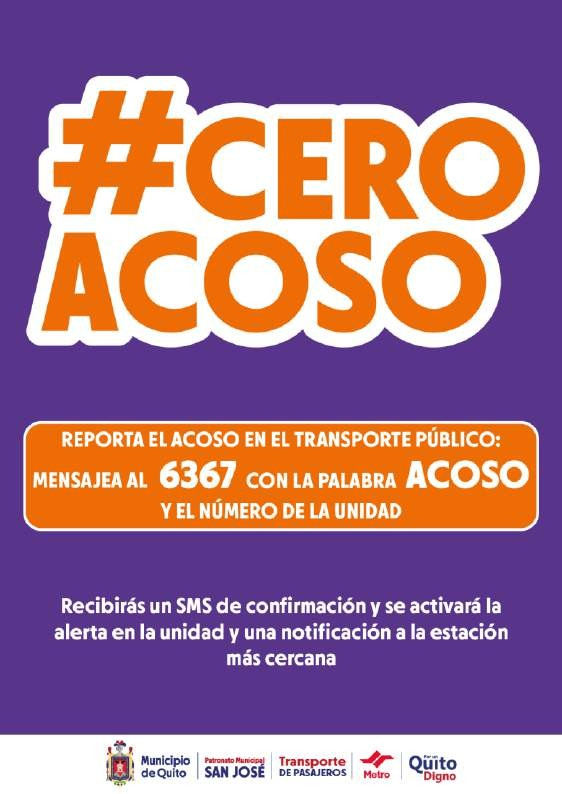 #CERO
ACOSO
REPORTA EL ACOSO EN EL TRANSPORTE PÚBLICO:
MENSAJEA AL 6367 CON LA PALABRA ACOSO
Y EL NÚMERO DE LA UNIDAD
Recibirás un SMS de confirmación y se activará la
alerta en la unidad y una notificación a la estación
más cercana
Municipio
de Quito
Patronato Municipal
SAN JOSÉ
Transporte
DE PASAJEROS
Metro
Por un
Quito
Digno